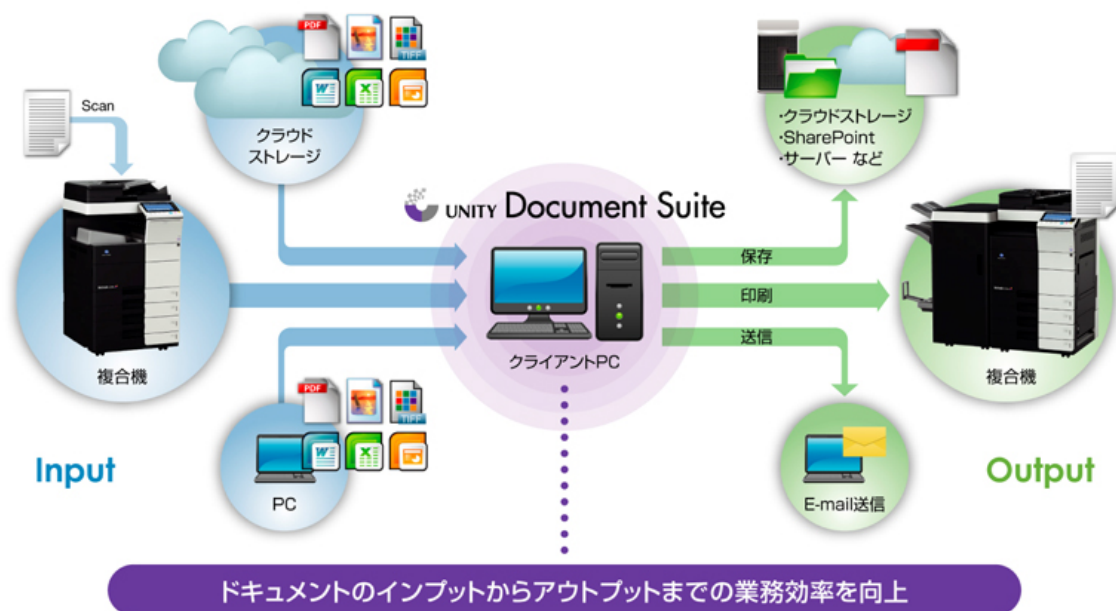 PDF
TIFF
W
X
Scan
クラウド
ストレージ
・クラウドストレージ
・SharePoint
・サーバー など
UNITY Document Suite
保存
印刷
送信
クライアントPC
複合機
複合機
PDF
TIFF
W
X
Input
Output
PC
E-mail送信
ドキュメントのインプットからアウトプットまでの業務効率を向上